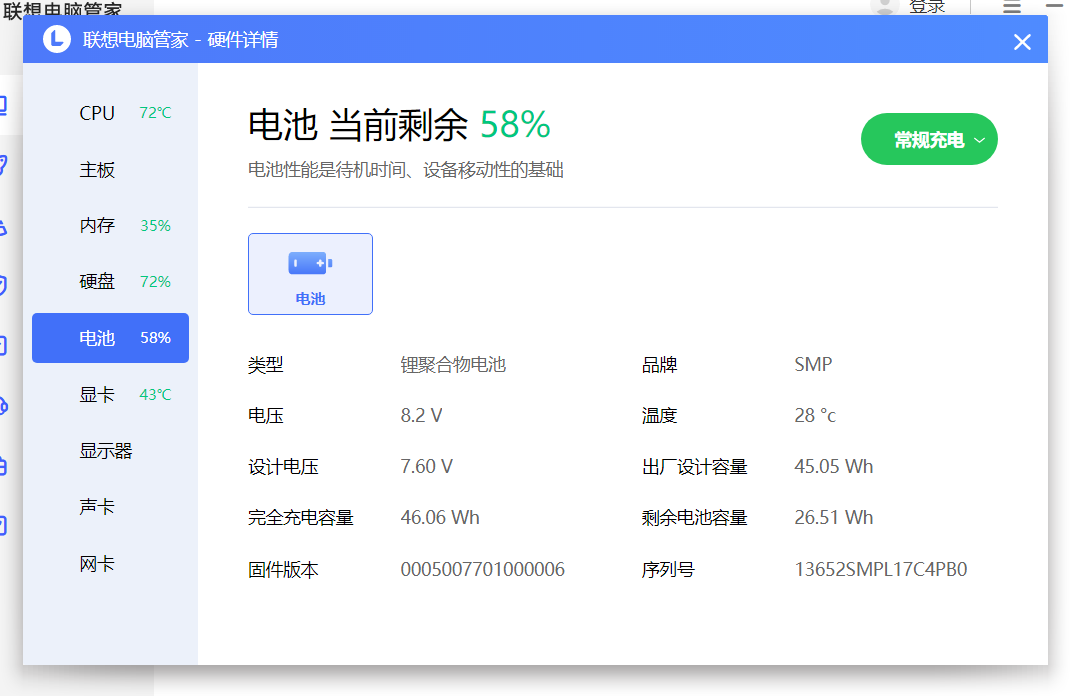 联想电脑管家
登录
联想电脑管家 - 硬件详情
CPU 72℃
主板
内存 35%
硬盘 72%
电池 58%
显卡 43℃
显示器
声卡
网卡
电池 当前剩余 58%
电池性能是待机时间、设备移动性的基础
常规充电
电池
类型 锂聚合物电池 品牌 SMP
电压 8.2 V 温度 28 °c
设计电压 7.60 V 出厂设计容量 45.05 Wh
完全充电容量 46.06 Wh 剩余电池容量 26.51 Wh
固件版本 0005007701000006 序列号 13652SMPL17C4PB0